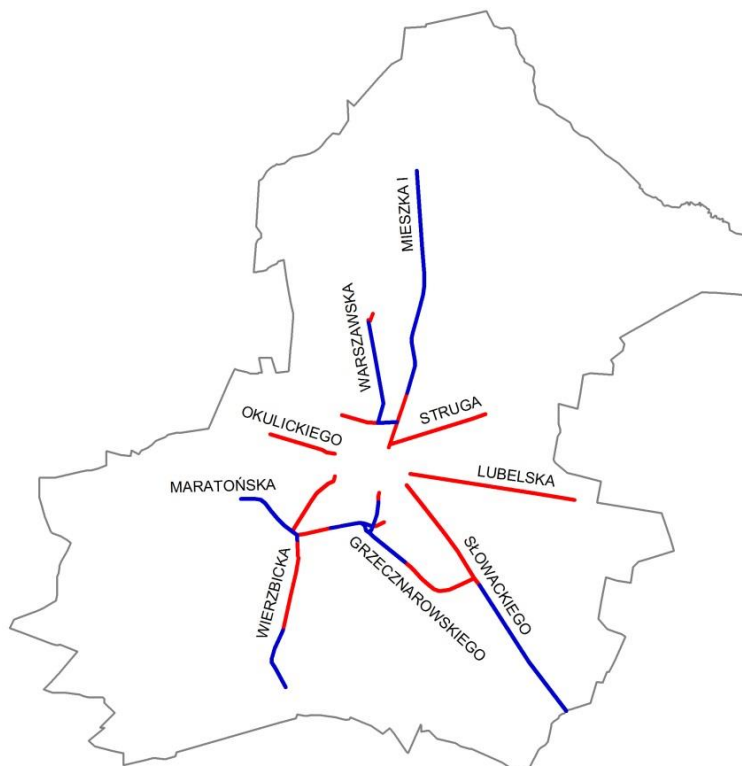 MIESZKA I
WARSZAWSKA
STRUGA
OKULICKIEGO
LUBELSKA
MARATOŃSKA
SŁOWACKIEGO
GRZECZNAROWSKIEGO
WIERZBICKA